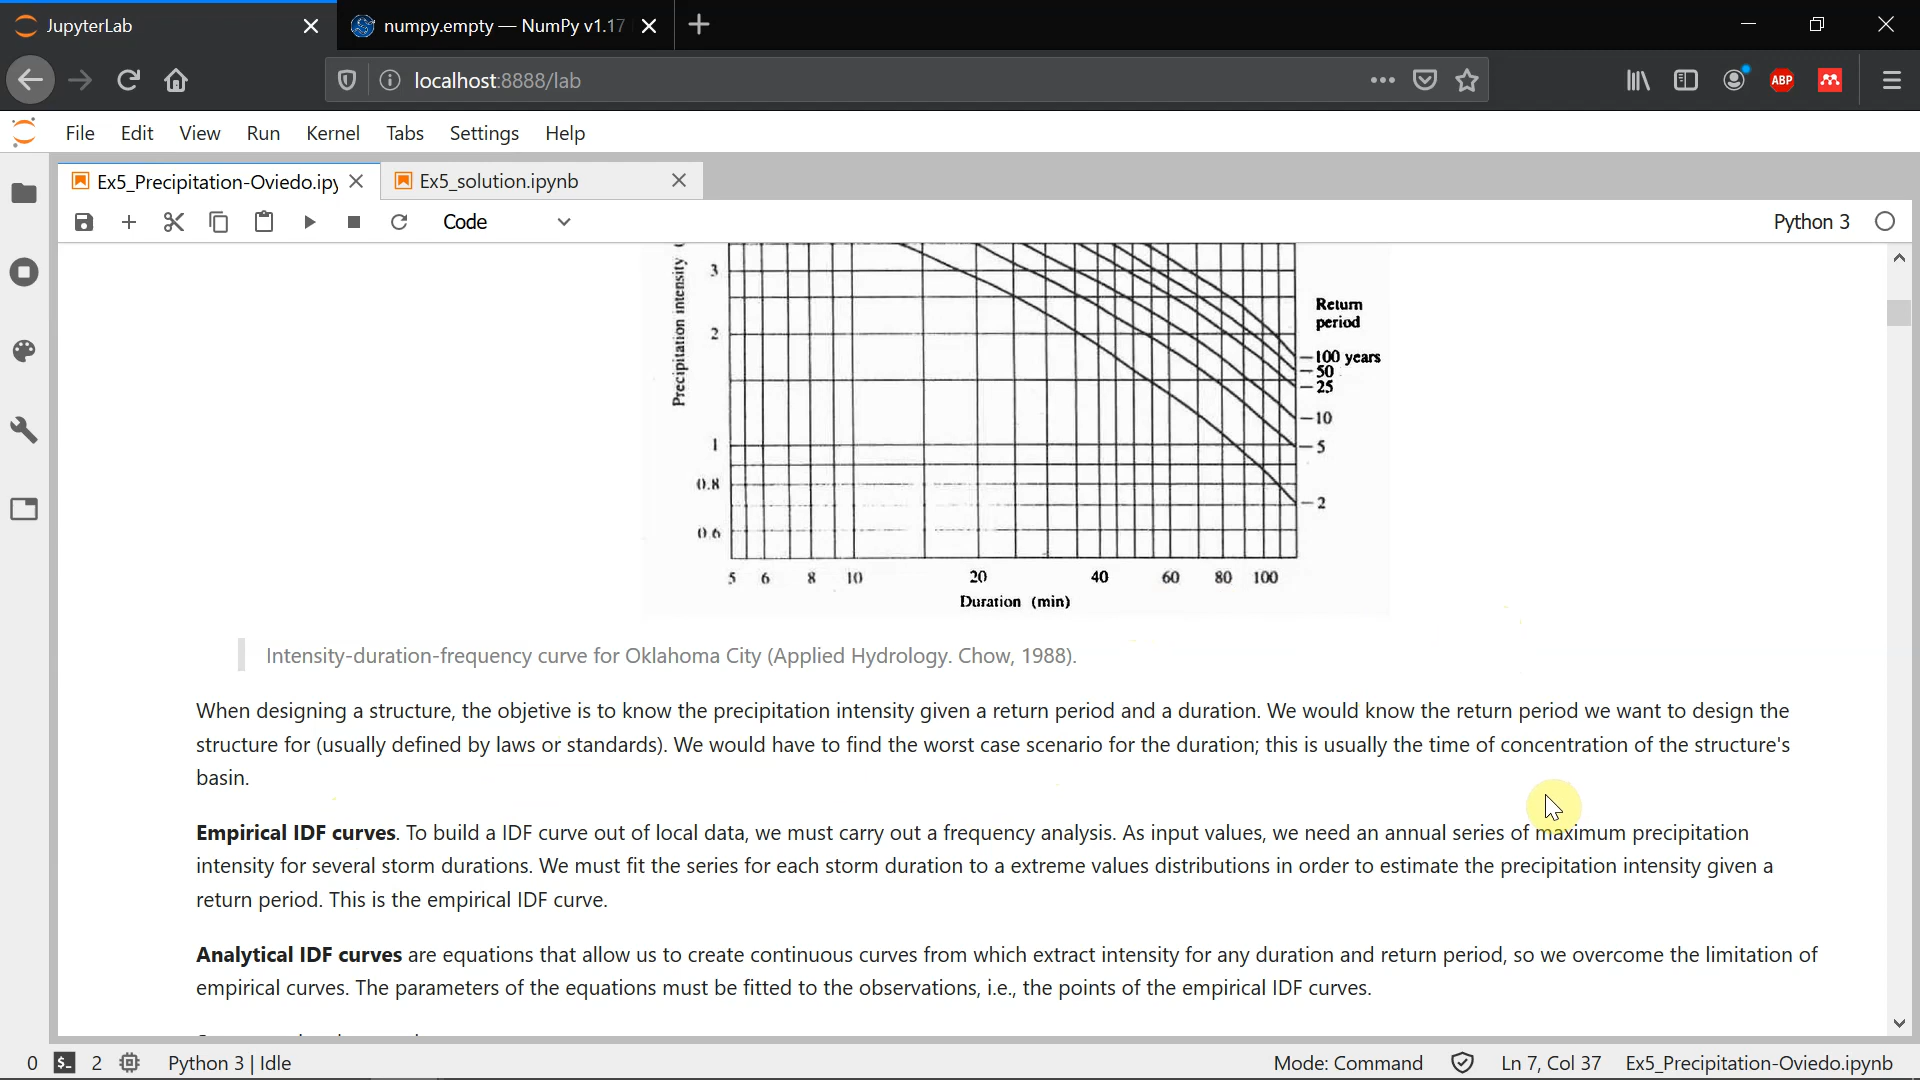 JupyterLab
numpy.empty — NumPy v1.17
localhost:8888/lab
ABP
File Edit View Run Kernel Tabs Settings Help
Ex5_Precipitation-Oviedo.ipy
Ex5_solution.ipynb
Code
Python 3
Precipitation intensity
3
2
1
0.8
0.6
Return
period
100 years
50
25
10
5
2
5 6 8 10 20 40 60 80 100
Duration (min)
Intensity-duration-frequency curve for Oklahoma City (Applied Hydrology. Chow, 1988).
When designing a structure, the objetive is to know the precipitation intensity given a return period and a duration. We would know the return period we want to design the
structure for (usually defined by laws or standards). We would have to find the worst case scenario for the duration; this is usually the time of concentration of the structure's
basin.
Empirical IDF curves. To build a IDF curve out of local data, we must carry out a frequency analysis. As input values, we need an annual series of maximum precipitation
intensity for several storm durations. We must fit the series for each storm duration to a extreme values distributions in order to estimate the precipitation intensity given a
return period. This is the empirical IDF curve.
Analytical IDF curves are equations that allow us to create continuous curves from which extract intensity for any duration and return period, so we overcome the limitation of
empirical curves. The parameters of the equations must be fitted to the observations, i.e., the points of the empirical IDF curves.
0 $_ 2 Python 3 | Idle Mode: Command Ln 7, Col 37 Ex5_Precipitation-Oviedo.ipynb